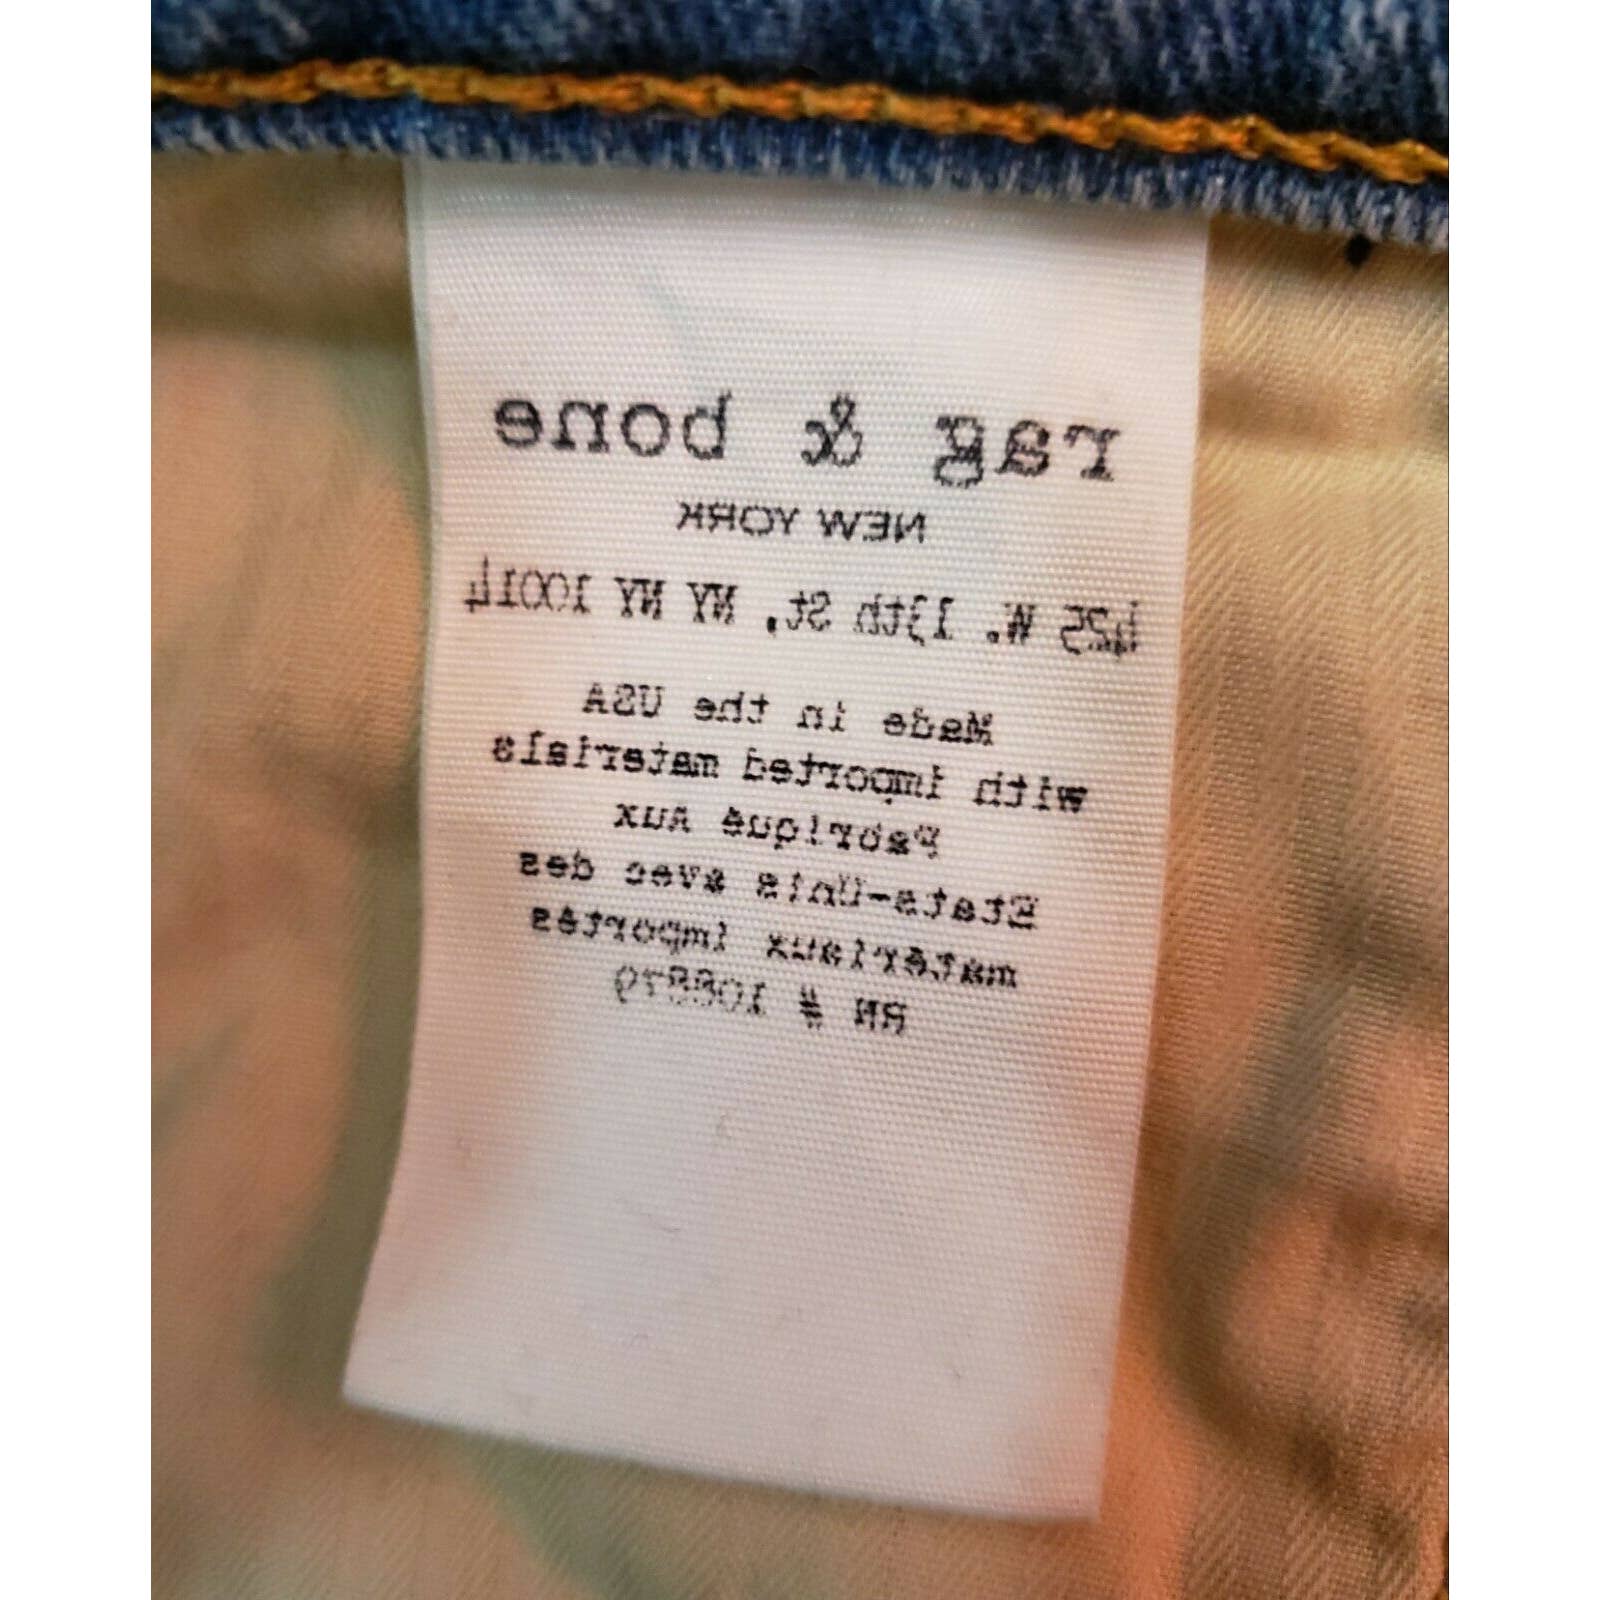 rag & bone
NEW YORK
425 W. 13th St. NY NY 10014
Made in the USA
with imported materials
Fabrique aux
Etats-Unis avec des
materiaux importes
RN #